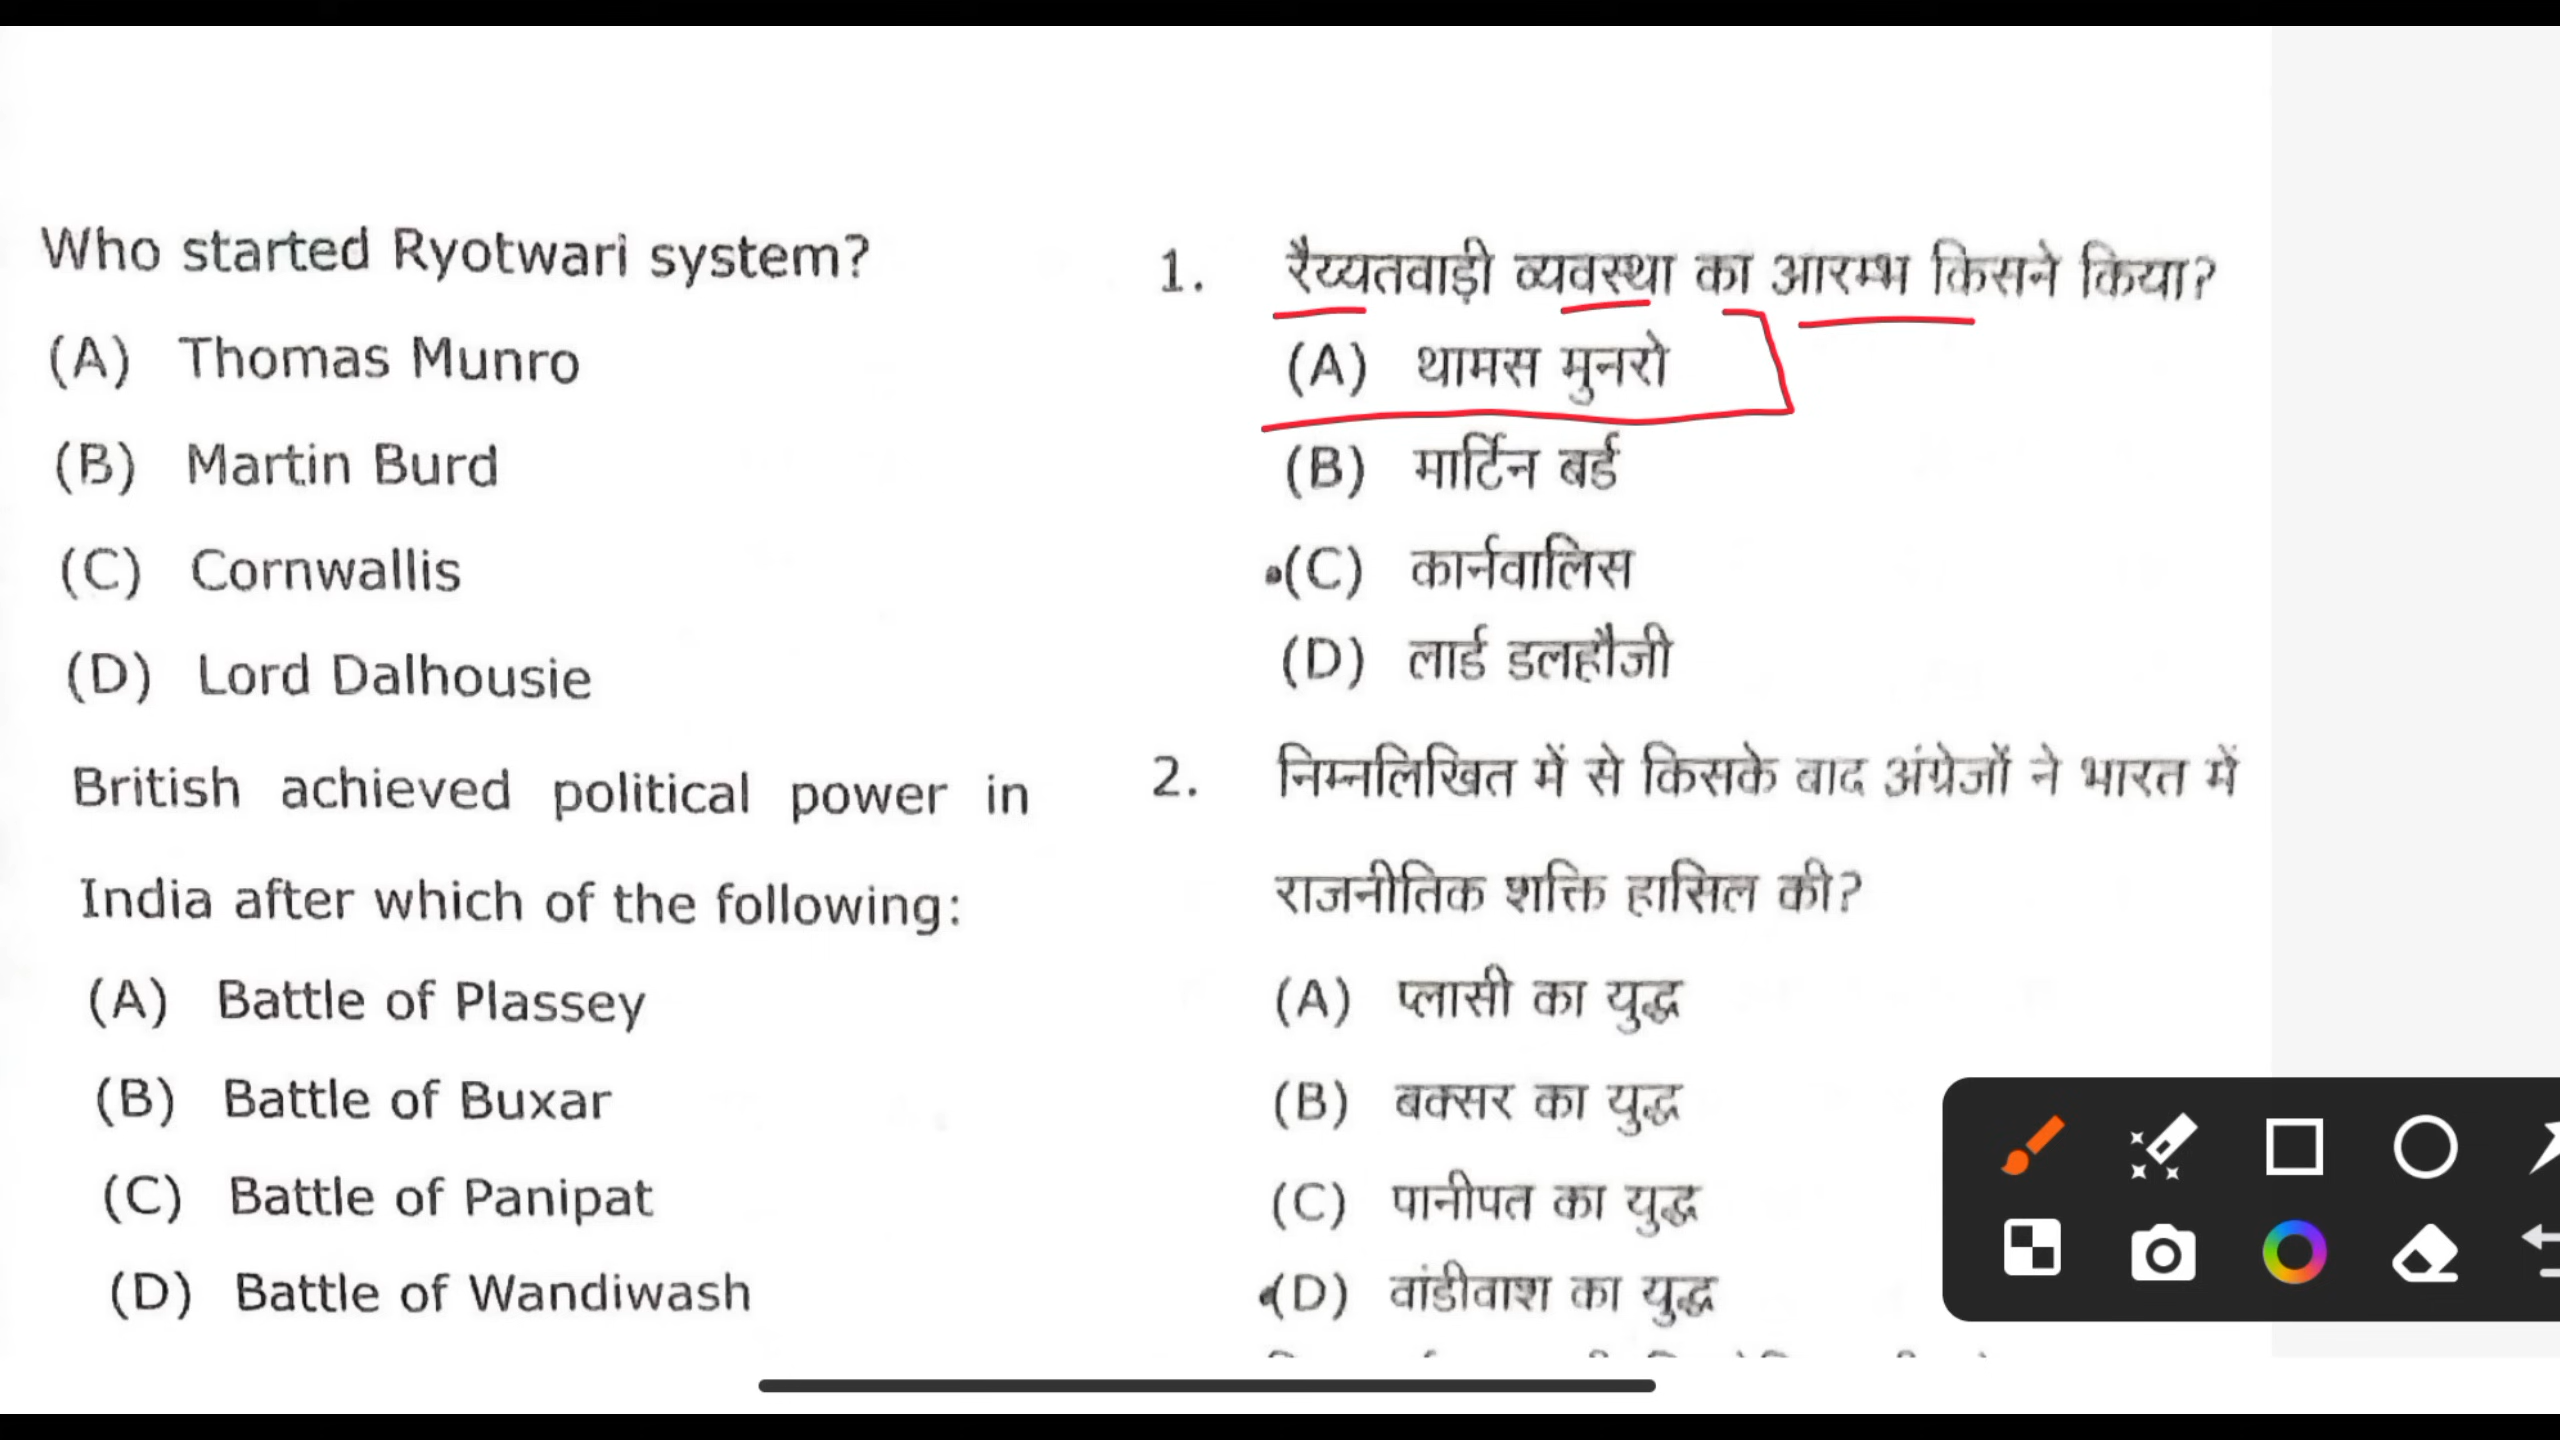 Who started Ryotwari system?
(A) Thomas Munro
(B) Martin Burd
(C) Cornwallis
(D) Lord Dalhousie
British achieved political power in
India after which of the following:
(A) Battle of Plassey
(B) Battle of Buxar
(C) Battle of Panipat
(D) Battle of Wandiwash
1. रैय्यतवाड़ी व्यवस्था का आरम्भ किसने किया?
(A) थामस मुनरो
(B) मार्टिन बर्ड
(C) कार्नवालिस
(D) लार्ड डलहौजी
2. निम्नलिखित में से किसके बाद अंग्रेजों ने भारत में
राजनीतिक शक्ति हासिल की?
(A) प्लासी का युद्ध
(B) बक्सर का युद्ध
(C) पानीपत का युद्ध
(D) वांडीवाश का युद्ध